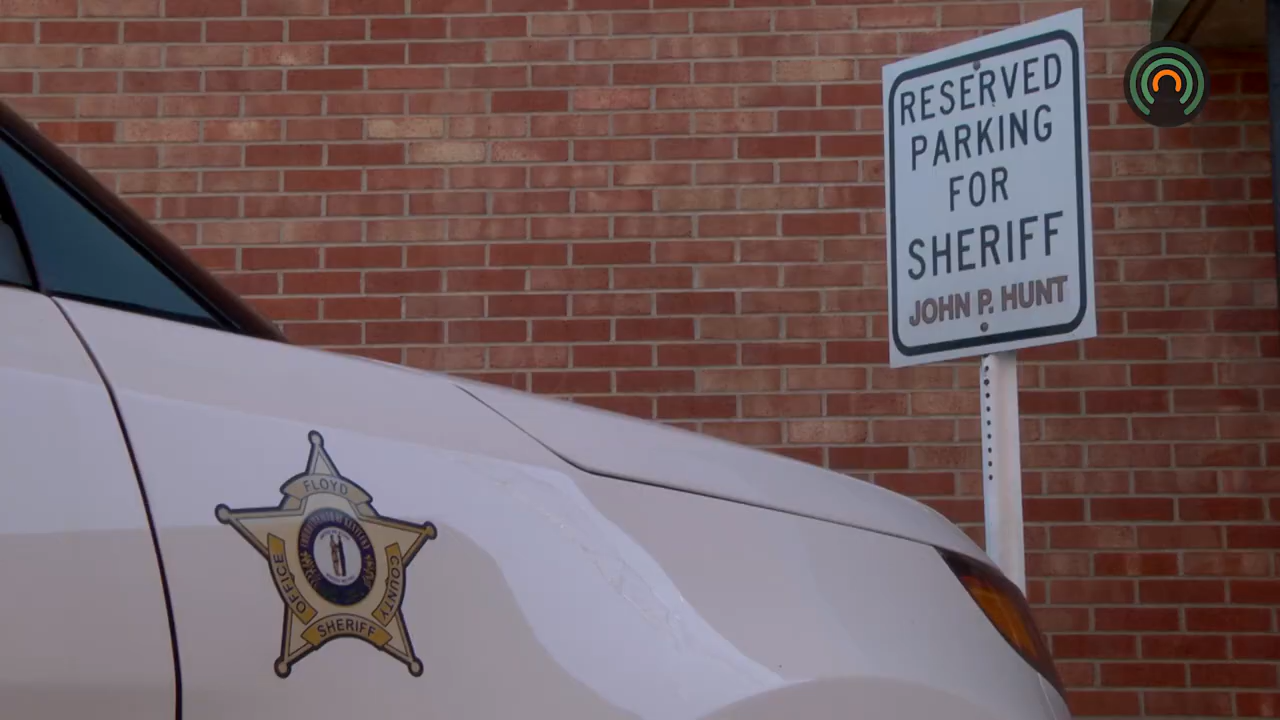 RESERVED
PARKING
FOR
SHERIFF
JOHN P. HUNT
FLOYD
COUNTY
SHERIFF
OFFICE